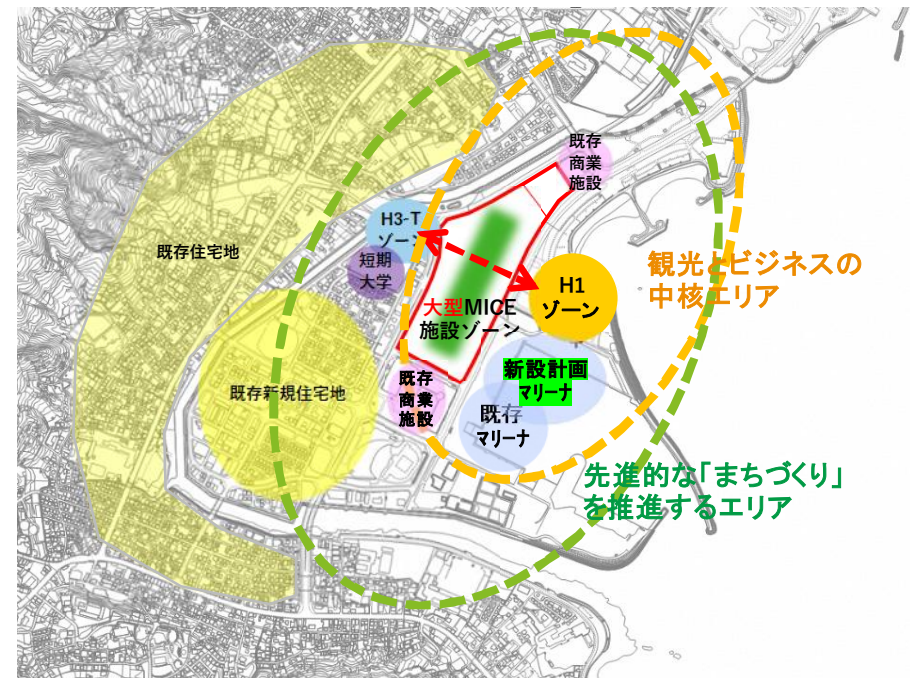 既存
商業
施設
H3-T
ゾーン
既存住宅地
短期
大学
観光とビジネスの
中核エリア
H1
ゾーン
大型MICE
施設ゾーン
新設計画
マリーナ
既存新規住宅地
既存
商業
施設
既存
マリーナ
先進的な「まちづくり」
を推進するエリア